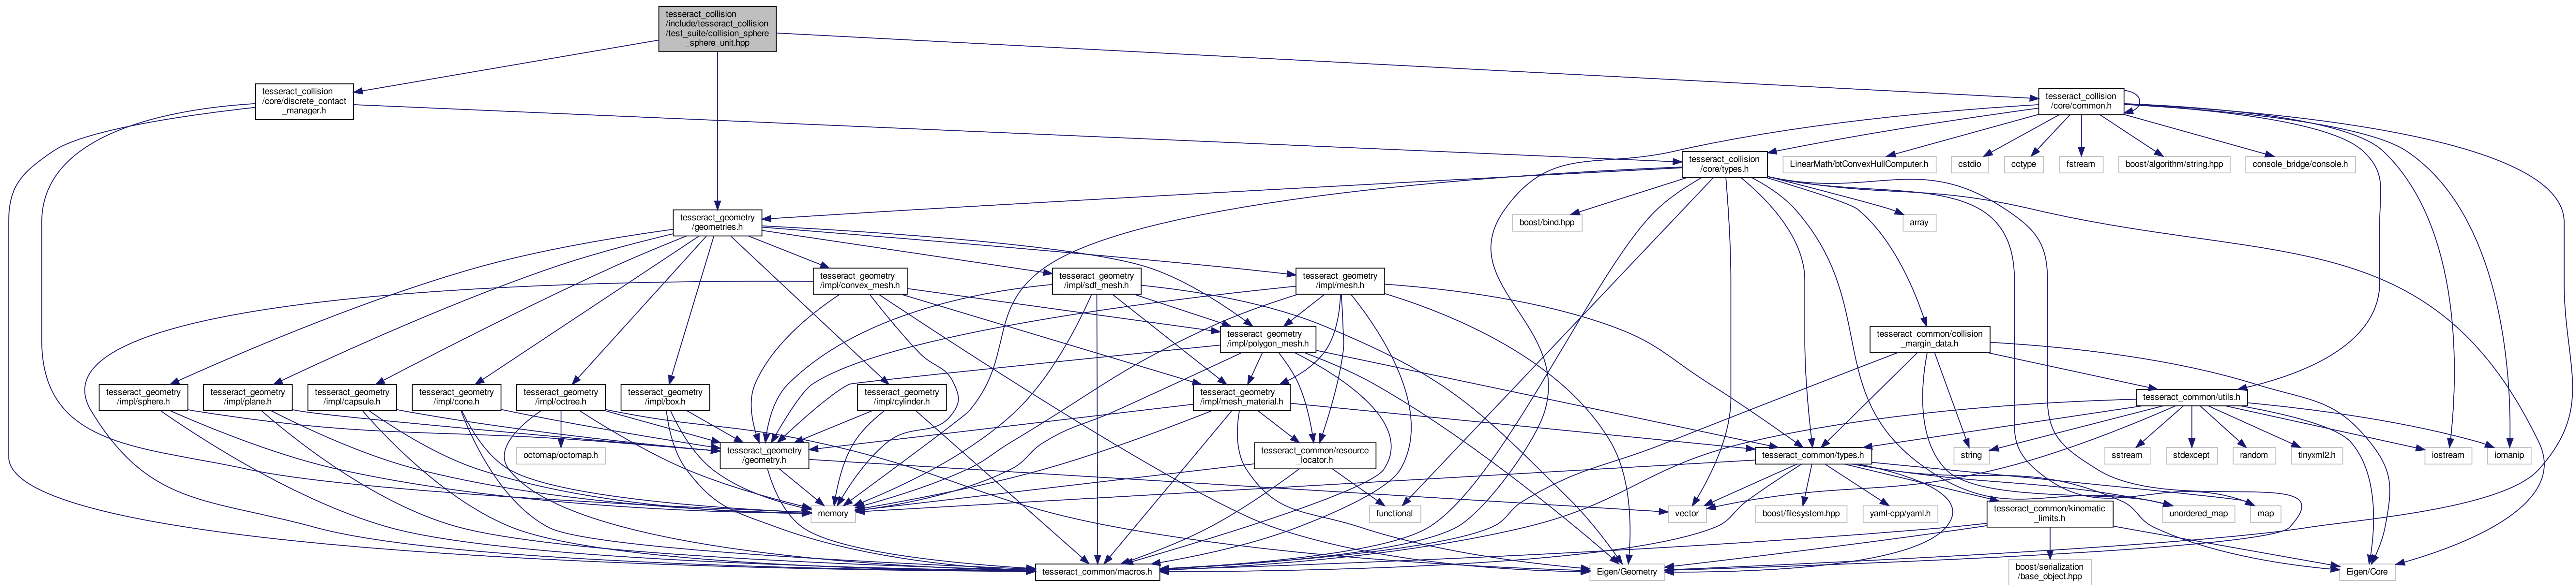 tesseract_collision
/include/tesseract_collision
/test_suite/collision_sphere
_sphere_unit.hpp
tesseract_collision
/core/discrete_contact
_manager.h
tesseract_collision
/core/common.h
tesseract_collision
/core/types.h
LinearMath/btConvexHullComputer.h
cstdio
cctype
fstream
boost/algorithm/string.hpp
console_bridge/console.h
tesseract_geometry
/geometries.h
boost/bind.hpp
array
tesseract_geometry
/impl/convex_mesh.h
tesseract_geometry
/impl/sdf_mesh.h
tesseract_geometry
/impl/mesh.h
tesseract_geometry
/impl/polygon_mesh.h
tesseract_common/collision
_margin_data.h
tesseract_geometry
/impl/sphere.h
tesseract_geometry
/impl/plane.h
tesseract_geometry
/impl/capsule.h
tesseract_geometry
/impl/cone.h
tesseract_geometry
/impl/octree.h
tesseract_geometry
/impl/box.h
tesseract_geometry
/impl/cylinder.h
tesseract_geometry
/impl/mesh_material.h
tesseract_common/utils.h
octomap/octomap.h
tesseract_geometry
/geometry.h
tesseract_common/resource
_locator.h
tesseract_common/types.h
string
sstream
stdexcept
random
tinyxml2.h
iostream
iomanip
memory
functional
vector
boost/filesystem.hpp
yaml-cpp/yaml.h
tesseract_common/kinematic
_limits.h
unordered_map
map
tesseract_common/macros.h
Eigen/Geometry
boost/serialization
/base_object.hpp
Eigen/Core